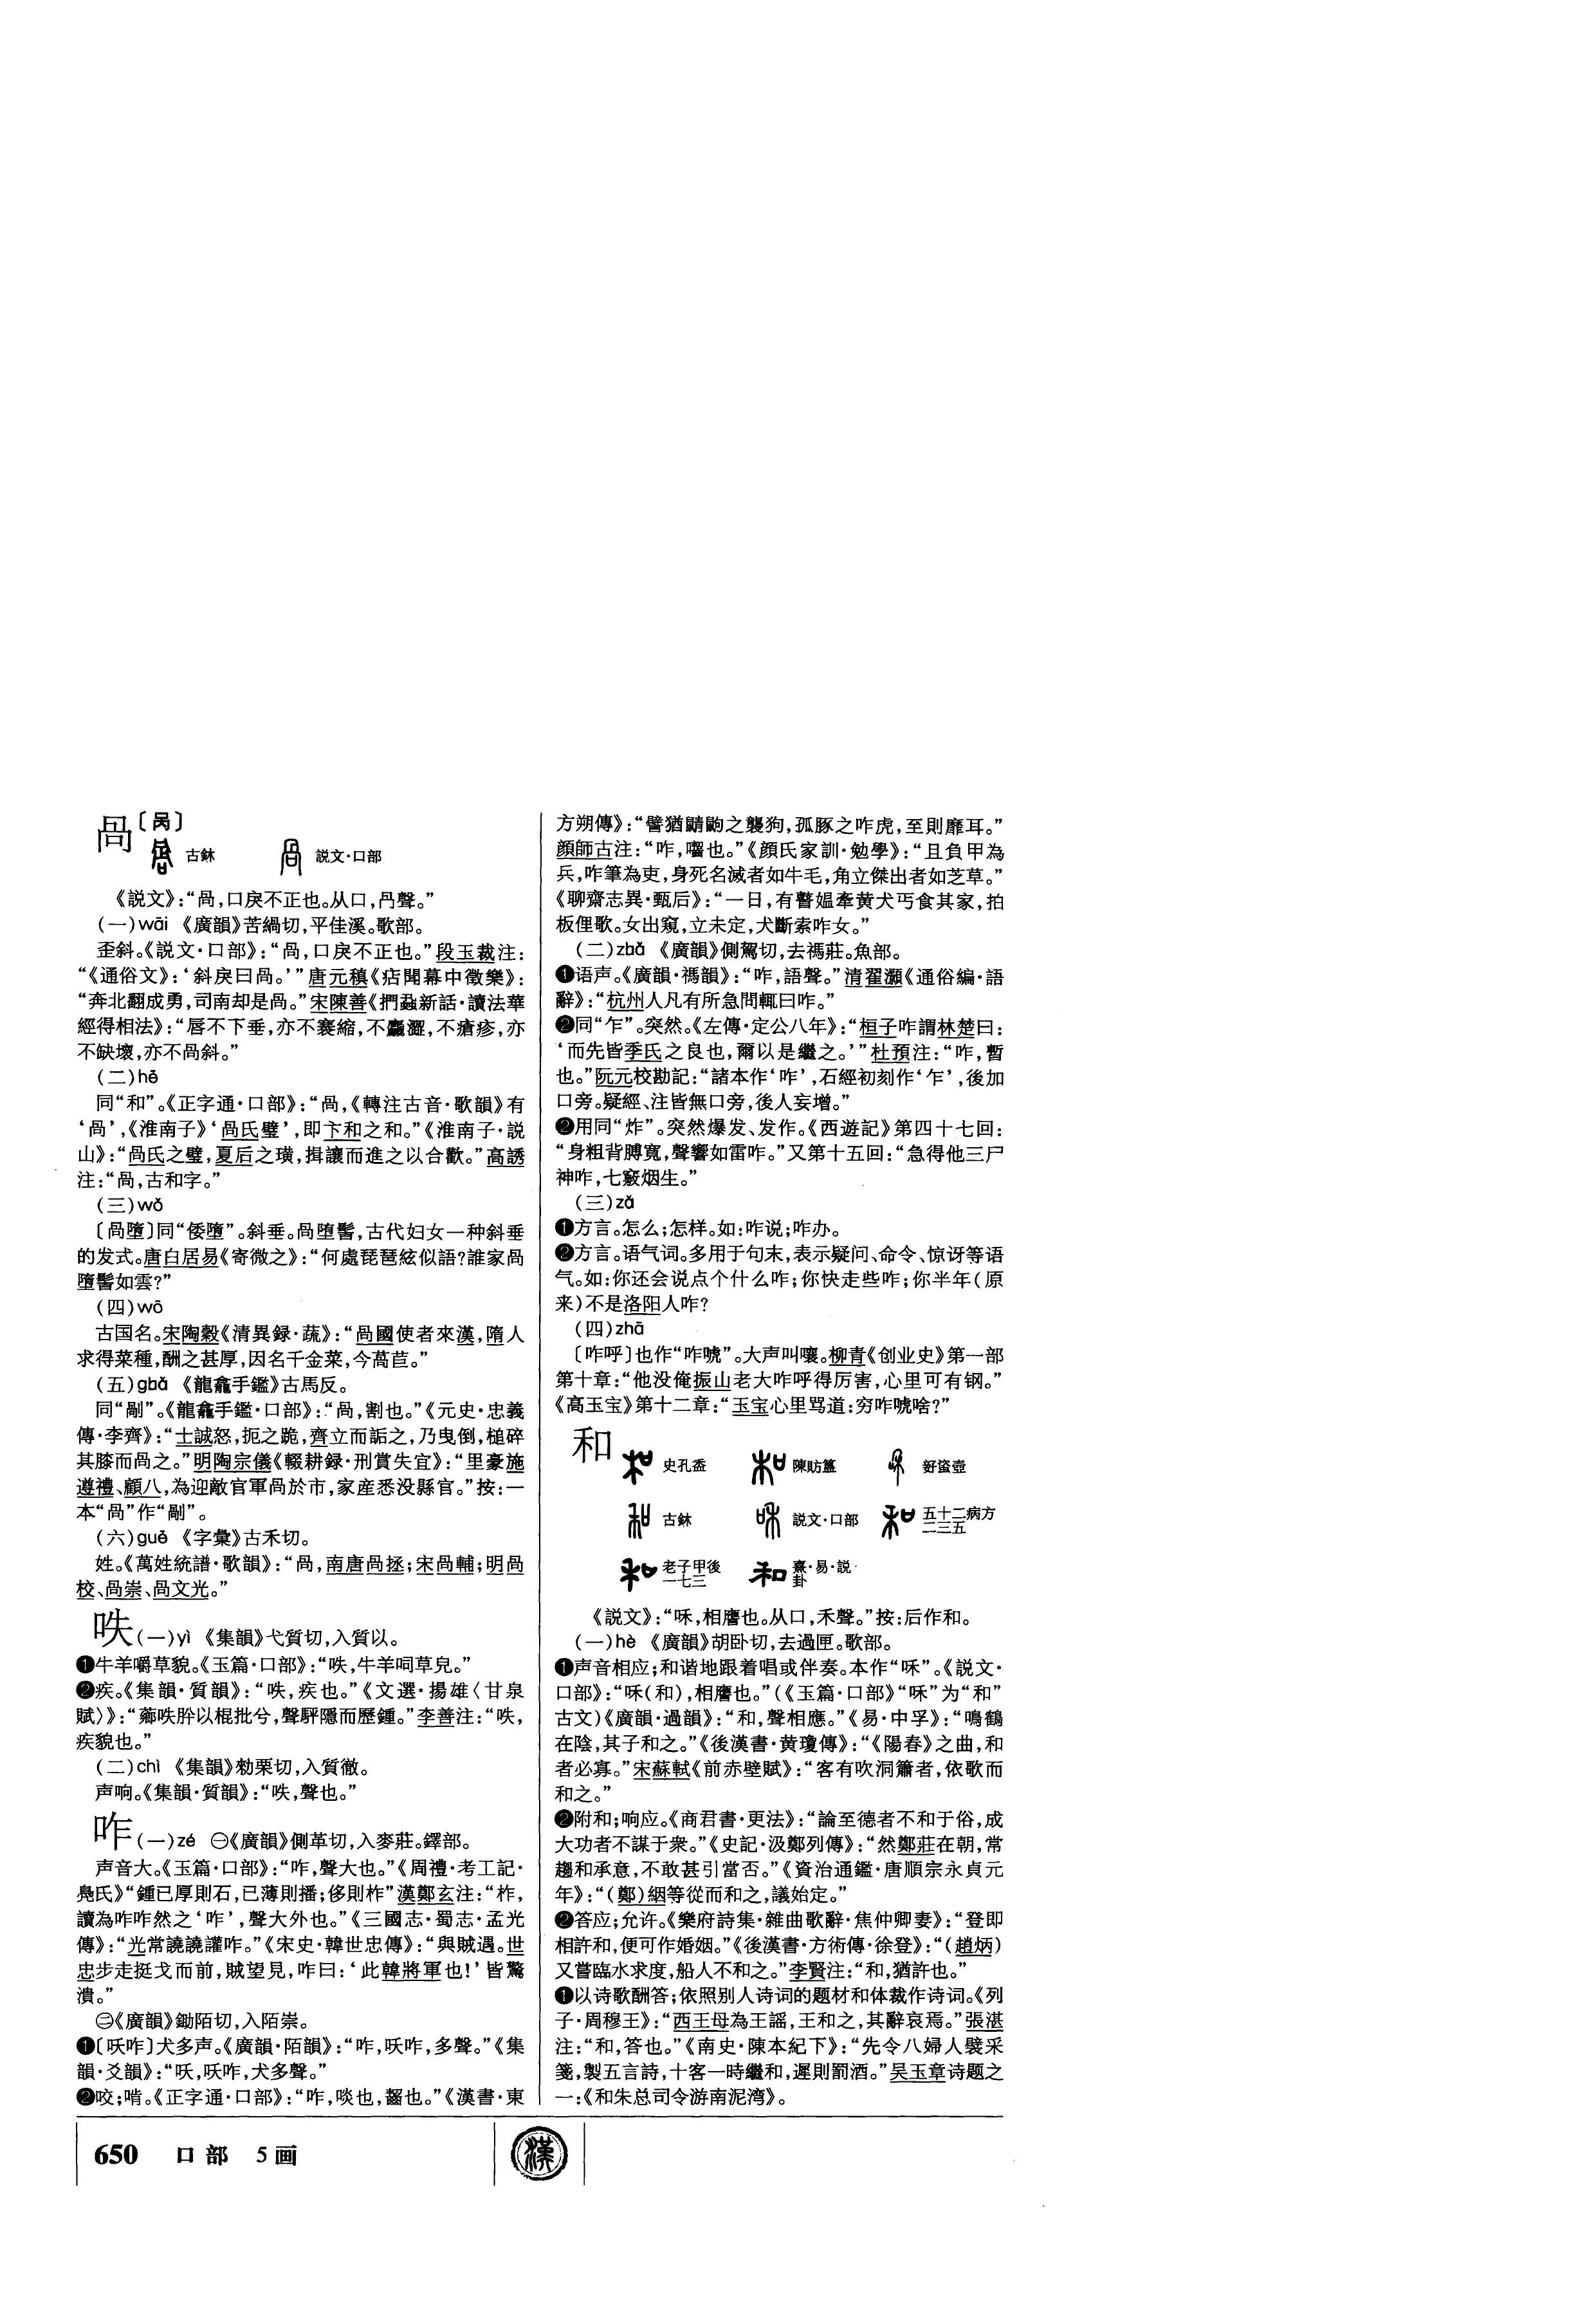 咼〔㕦〕
古鉥 説文·口部
《説文》：“咼，口戾不正也。从口，冎聲。”
(一)wāi 《廣韻》苦緺切，平佳溪。歌部。
歪斜。《説文·口部》：“咼，口戾不正也。”段玉裁注：
“《通俗文》：‘斜戾曰咼。’”唐元稹《痁聞幕中徵樂》：
“奔北翻成勇，司南却是咼。”宋陳善《捫蝨新話·讀法華
經得相法》：“唇不下垂，亦不褰縮，不麤澀，不瘡疹，亦
不缺壞，亦不咼斜。”
(二)hé
同“和”。《正字通·口部》：“咼，《轉注古音·歌韻》有
‘咼’，《淮南子》‘咼氏璧’，即卞和之和。”《淮南子·説
山》：“咼氏之璧，夏后之璜，揖讓而進之以合歡。”高誘
注：“咼，古和字。”
(三)wǒ
〔咼墮〕同“倭墮”。斜垂。咼堕髻，古代妇女一种斜垂
的发式。唐白居易《寄微之》：“何處琵琶絃似語？誰家咼
墮髻如雲？”
(四)wō
古国名。宋陶穀《清異録·蔬》：“咼國使者來漢，隋人
求得菜種，酬之甚厚，因名千金菜，今萵苣。”
(五)guǎ 《龍龕手鑑》古馬反。
同“剮”。《龍龕手鑑·口部》：“咼，割也。”《元史·忠義
傳·李齊》：“士誠怒，扼之跪，齊立而詬之，乃曳倒，槌碎
其膝而咼之。”明陶宗儀《輟耕録·刑賞失宜》：“里豪施
遵禮、顧八，為迎敵官軍咼於市，家産悉没縣官。”按：一
本“咼”作“剮”。
(六)guō 《字彙》古禾切。
姓。《萬姓統譜·歌韻》：“咼，南唐咼拯；宋咼輔；明咼
校、咼崇、咼文光。”
呹(一)yì 《集韻》弋質切，入質以。
❶牛羊嚼草貌。《玉篇·口部》：“呹，牛羊呞草皃。”
❷疾。《集韻·質韻》：“呹，疾也。”《文選·揚雄〈甘泉
賦〉》：“薌呹肸以棍批兮，聲駍隱而歷鍾。”李善注：“呹，
疾貌也。”
(二)chì 《集韻》勑栗切，入質徹。
声响。《集韻·質韻》：“呹，聲也。”
咋(一)zé ㊀《廣韻》側革切，入麥莊。鐸部。
声音大。《玉篇·口部》：“咋，聲大也。”《周禮·考工記·
鳧氏》“鍾已厚則石，已薄則播；侈則柞”漢鄭玄注：“柞，
讀為咋咋然之‘咋’，聲大外也。”《三國志·蜀志·孟光
傳》：“光常譊譊讙咋。”《宋史·韓世忠傳》：“與賊遇。世
忠步走挺戈而前，賊望見，咋曰：‘此韓將軍也！’皆驚
潰。”
㊁《廣韻》鋤陌切，入陌崇。
❶〔㕭咋〕犬多声。《廣韻·陌韻》：“咋，㕭咋，多聲。”《集
韻·爻韻》：“㕭，㕭咋，犬多聲。”
❷咬；啃。《正字通·口部》：“咋，啖也，齧也。”《漢書·東
方朔傳》：“譬猶鼱鼩之襲狗，孤豚之咋虎，至則靡耳。”
顔師古注：“咋，囓也。”《顔氏家訓·勉學》：“且負甲為
兵，咋筆為吏，身死名滅者如牛毛，角立傑出者如芝草。”
《聊齋志異·甄后》：“一日，有瞽媪牽黄犬丐食其家，拍
板俚歌。女出窺，立未定，犬斷索咋女。”
(二)zhà 《廣韻》側駕切，去禡莊。魚部。
❶语声。《廣韻·禡韻》：“咋，語聲。”清翟灝《通俗編·語
辭》：“杭州人凡有所急問輒曰咋。”
❷同“乍”。突然。《左傳·定公八年》：“桓子咋謂林楚曰：
‘而先皆季氏之良也，爾以是繼之。’”杜預注：“咋，暫
也。”阮元校勘記：“諸本作‘咋’，石經初刻作‘乍’，後加
口旁。疑經、注皆無口旁，後人妄增。”
❷用同“炸”。突然爆发、发作。《西遊記》第四十七回：
“身粗背膊寬，聲響如雷咋。”又第十五回：“急得他三尸
神咋，七竅烟生。”
(三)zǎ
❶方言。怎么；怎样。如：咋说；咋办。
❷方言。语气词。多用于句末，表示疑问、命令、惊讶等语
气。如：你还会说点个什么咋；你快走些咋；你半年（原
来）不是洛阳人咋？
(四)zhā
〔咋呼〕也作“咋唬”。大声叫嚷。柳青《创业史》第一部
第十章：“他没俺振山老大咋呼得厉害，心里可有钢。”
《高玉宝》第十二章：“玉宝心里骂道：穷咋唬啥？”
和 史孔盉 陳昉簋 𧊒䖵壺
古鉥 説文·口部 五十二病方二三五
老子甲後一七三 熹·易·説卦
《説文》：“咊，相譍也。从口，禾聲。”按：后作和。
(一)hè 《廣韻》胡卧切，去過匣。歌部。
❶声音相应；和谐地跟着唱或伴奏。本作“咊”。《説文·
口部》：“咊（和），相譍也。”（《玉篇·口部》“咊”为“和”
古文）《廣韻·過韻》：“和，聲相應。”《易·中孚》：“鳴鶴
在陰，其子和之。”《後漢書·黄瓊傳》：“《陽春》之曲，和
者必寡。”宋蘇軾《前赤壁賦》：“客有吹洞簫者，依歌而
和之。”
❷附和；响应。《商君書·更法》：“論至德者不和于俗，成
大功者不謀于衆。”《史記·汲鄭列傳》：“然鄭莊在朝，常
趨和承意，不敢甚引當否。”《資治通鑑·唐順宗永貞元
年》：“（鄭）絪等從而和之，議始定。”
❷答应；允许。《樂府詩集·雜曲歌辭·焦仲卿妻》：“登即
相許和，便可作婚姻。”《後漢書·方術傳·徐登》：“（趙炳）
又嘗臨水求度，船人不和之。”李賢注：“和，猶許也。”
❶以诗歌酬答；依照别人诗词的题材和体裁作诗词。《列
子·周穆王》：“西王母為王謡，王和之，其辭哀焉。”張湛
注：“和，答也。”《南史·陳本紀下》：“先令八婦人襞采
箋，製五言詩，十客一時繼和，遲則罰酒。”吴玉章诗题之
一：《和朱总司令游南泥湾》。
650 口部 5画
漢